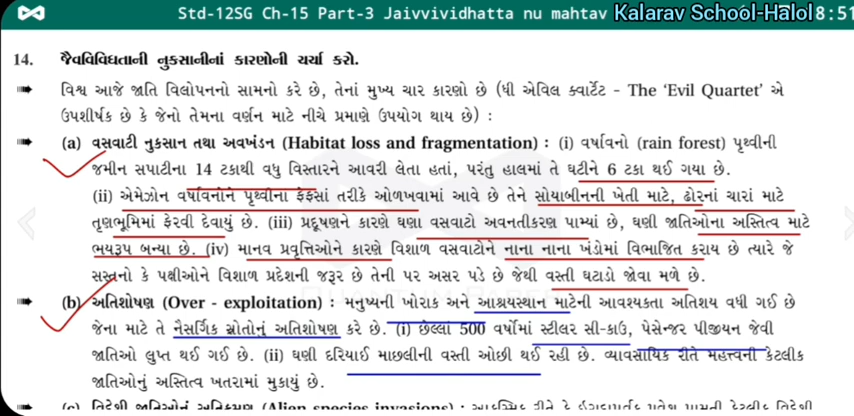 Std-12SG Ch-15 Part-3 Jaivvividhatta nu mahtav Kalarav School-Halol 8:51
14. જૈવવિવિધતાની નુકસાનીનાં કારણોની ચર્ચા કરો.
વિશ્વ આજે જાતિ વિલોપનનો સામનો કરે છે, તેનાં મુખ્ય ચાર કારણો છે (ધી એવિલ ક્વાર્ટેટ - The 'Evil Quartet' એ
ઉપશીર્ષક છે કે જેનો તેમના વર્ણન માટે નીચે પ્રમાણે ઉપયોગ થાય છે) :
(a) વસવાટી નુકસાન તથા અવખંડન (Habitat loss and fragmentation) : (i) વર્ષાવનો (rain forest) પૃથ્વીની
જમીન સપાટીના 14 ટકાથી વધુ વિસ્તારને આવરી લેતા હતાં, પરંતુ હાલમાં તે ઘટીને 6 ટકા થઈ ગયા છે.
(ii) એમેઝોન વર્ષાવનોને પૃથ્વીના ફેફસાં તરીકે ઓળખવામાં આવે છે તેને સોયાબીનની ખેતી માટે, ઢોરનાં ચારાં માટે
તૃણભૂમિમાં ફેરવી દેવાયું છે. (iii) પ્રદૂષણને કારણે ઘણા વસવાટો અવનતીકરણ પામ્યાં છે, ઘણી જાતિઓના અસ્તિત્વ માટે
ભયરૂપ બન્યા છે. (iv) માનવ પ્રવૃત્તિઓને કારણે વિશાળ વસવાટોને નાના નાના ખંડોમાં વિભાજિત કરાય છે ત્યારે જે
સસ્તનો કે પક્ષીઓને વિશાળ પ્રદેશની જરૂર છે તેની પર અસર પડે છે જેથી વસ્તી ઘટાડો જોવા મળે છે.
(b) અતિશોષણ (Over - exploitation) : મનુષ્યની ખોરાક અને આશ્રયસ્થાન માટેની આવશ્યકતા અતિશય વધી ગઈ છે
જેના માટે તે નૈસર્ગિક સ્રોતોનું અતિશોષણ કરે છે. (i) છેલ્લાં 500 વર્ષોમાં સ્ટીલર સી-કાઉ, પેસેન્જર પીજીયન જેવી
જાતિઓ લુપ્ત થઈ ગઈ છે. (ii) ઘણી દરિયાઈ માછલીની વસ્તી ઓછી થઈ રહી છે. વ્યાવસાયિક રીતે મહત્ત્વની કેટલીક
જાતિઓનું અસ્તિત્વ ખતરામાં મુકાયું છે.
(c) વિદેશી જાતિઓનું અતિક્રમણ (Alien species invasions) :